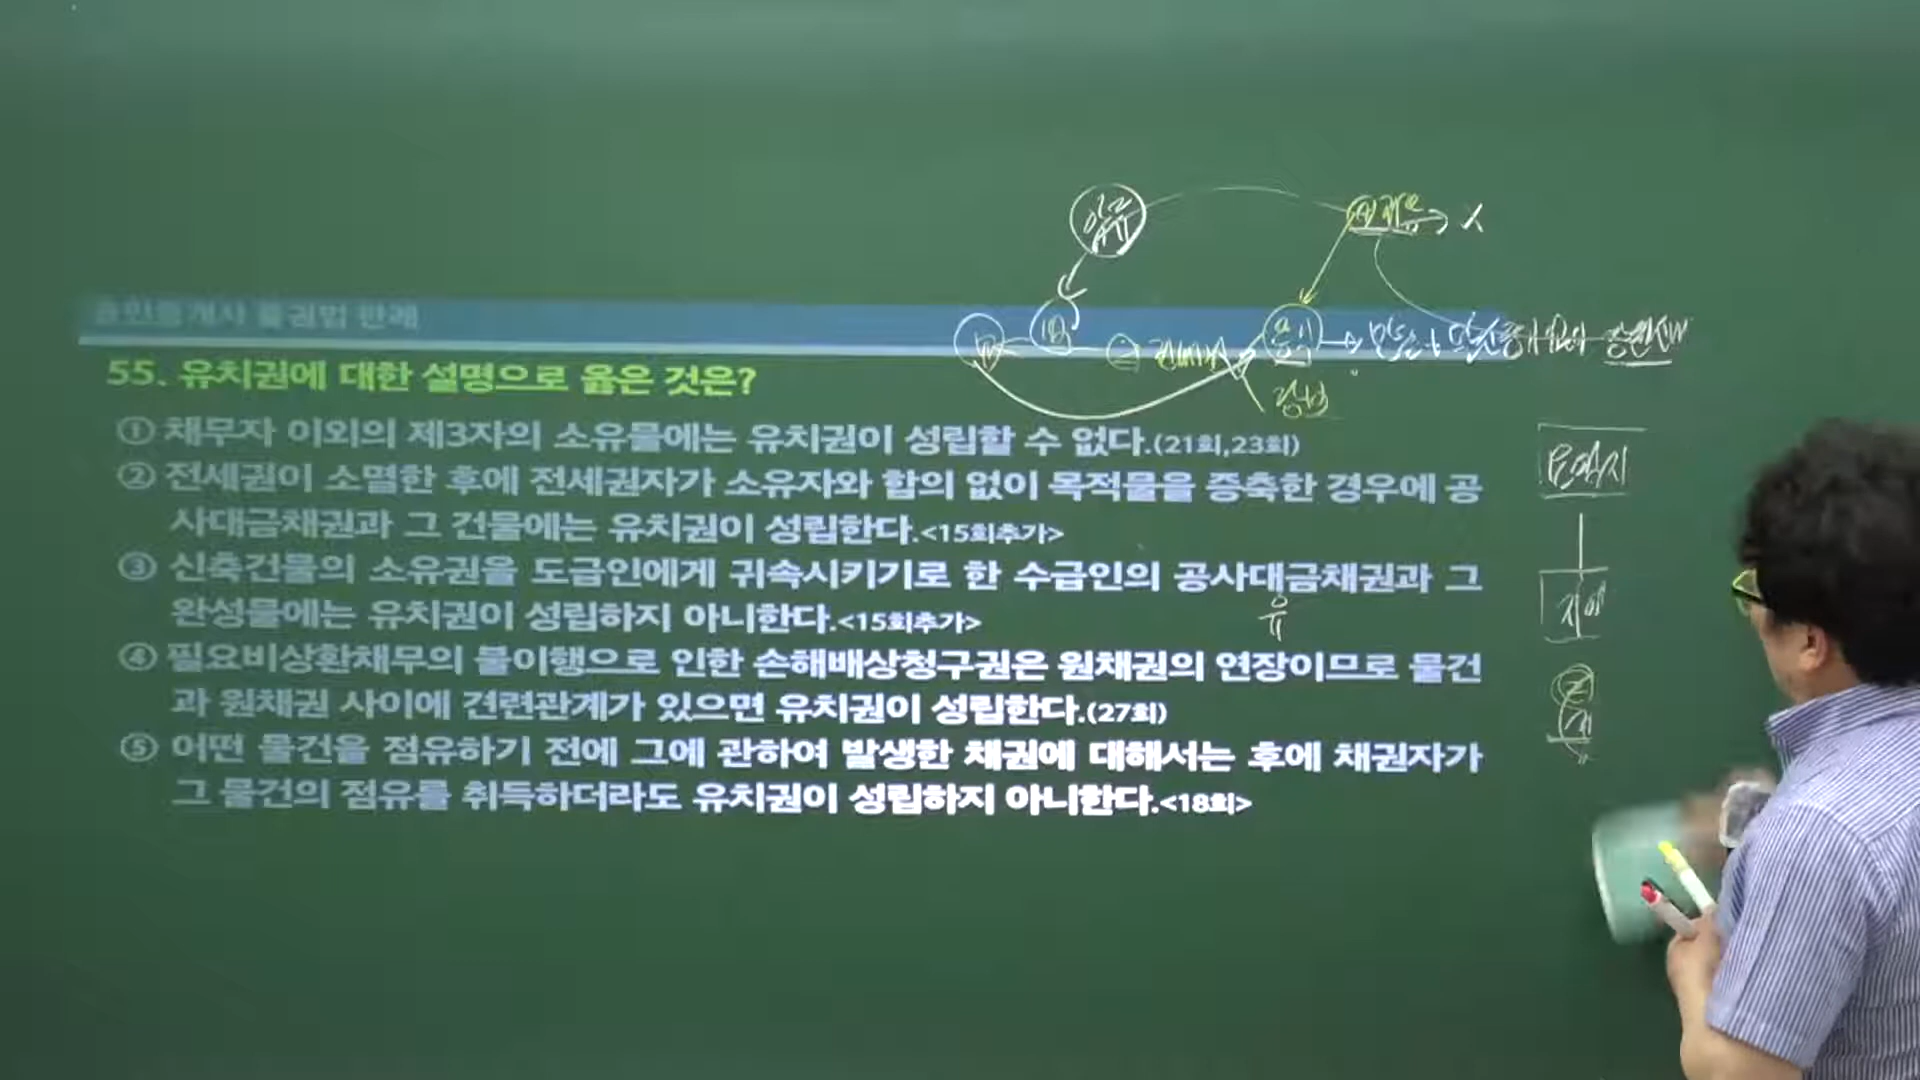 공인중개사 물권법 판례
55. 유치권에 대한 설명으로 옳은 것은?
① 채무자 이외의 제3자의 소유물에는 유치권이 성립할 수 없다.(21회,23회)
② 전세권이 소멸한 후에 전세권자가 소유자와 합의 없이 목적물을 증축한 경우에 공
사대금채권과 그 건물에는 유치권이 성립한다.<15회추가>
③ 신축건물의 소유권을 도급인에게 귀속시키기로 한 수급인의 공사대금채권과 그
완성물에는 유치권이 성립하지 아니한다.<15회추가>
유
④ 필요비상환채무의 불이행으로 인한 손해배상청구권은 원채권의 연장이므로 물건
과 원채권 사이에 견련관계가 있으면 유치권이 성립한다.(27회)
⑤ 어떤 물건을 점유하기 전에 그에 관하여 발생한 채권에 대해서는 후에 채권자가
그 물건의 점유를 취득하더라도 유치권이 성립하지 아니한다.<18회>